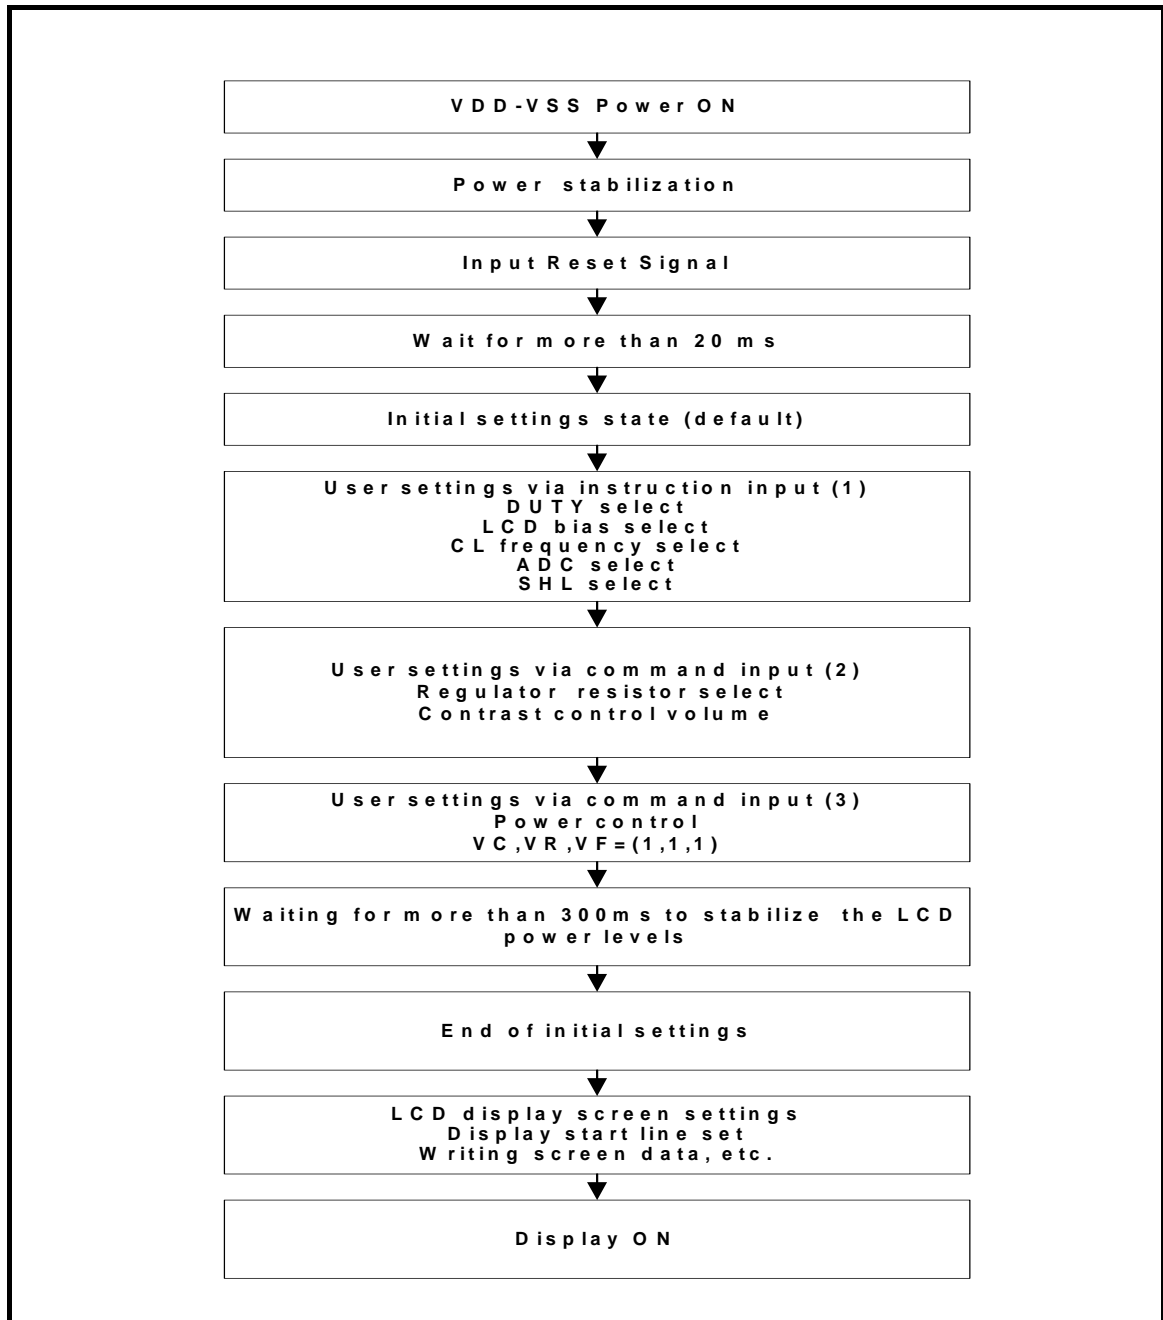 VDD-VSS Power ON
Power stabilization
Input Reset Signal
Wait for more than 20 ms
Initial settings state (default)
User settings via instruction input (1)
DUTY select
LCD bias select
CL frequency select
ADC select
SHL select
User settings via command input (2)
Regulator resistor select
Contrast control volume
User settings via command input (3)
Power control
VC,VR,VF=(1,1,1)
Waiting for more than 300ms to stabilize the LCD
power levels
End of initial settings
LCD display screen settings
Display start line set
Writing screen data, etc.
Display ON